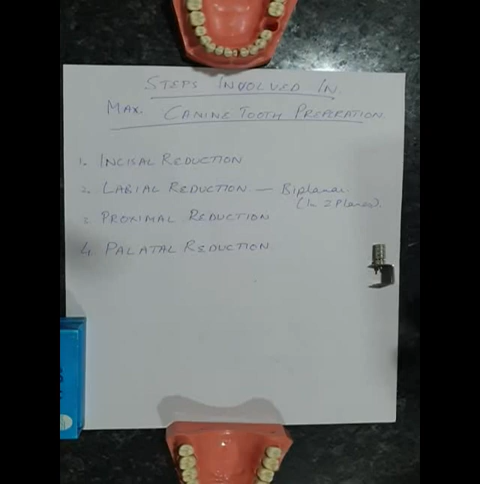 STEPS INVOLVED IN
MAX. CANINE TOOTH PREPERATION
1. INCISAL REDUCTION
2. LABIAL REDUCTION — Biplanar
(In 2 Planes)
3. PROXIMAL REDUCTION
4. PALATAL REDUCTION